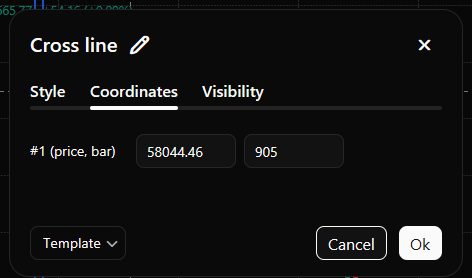 Cross line
Style Coordinates Visibility
#1 (price, bar) 58044.46 905
Template Cancel Ok